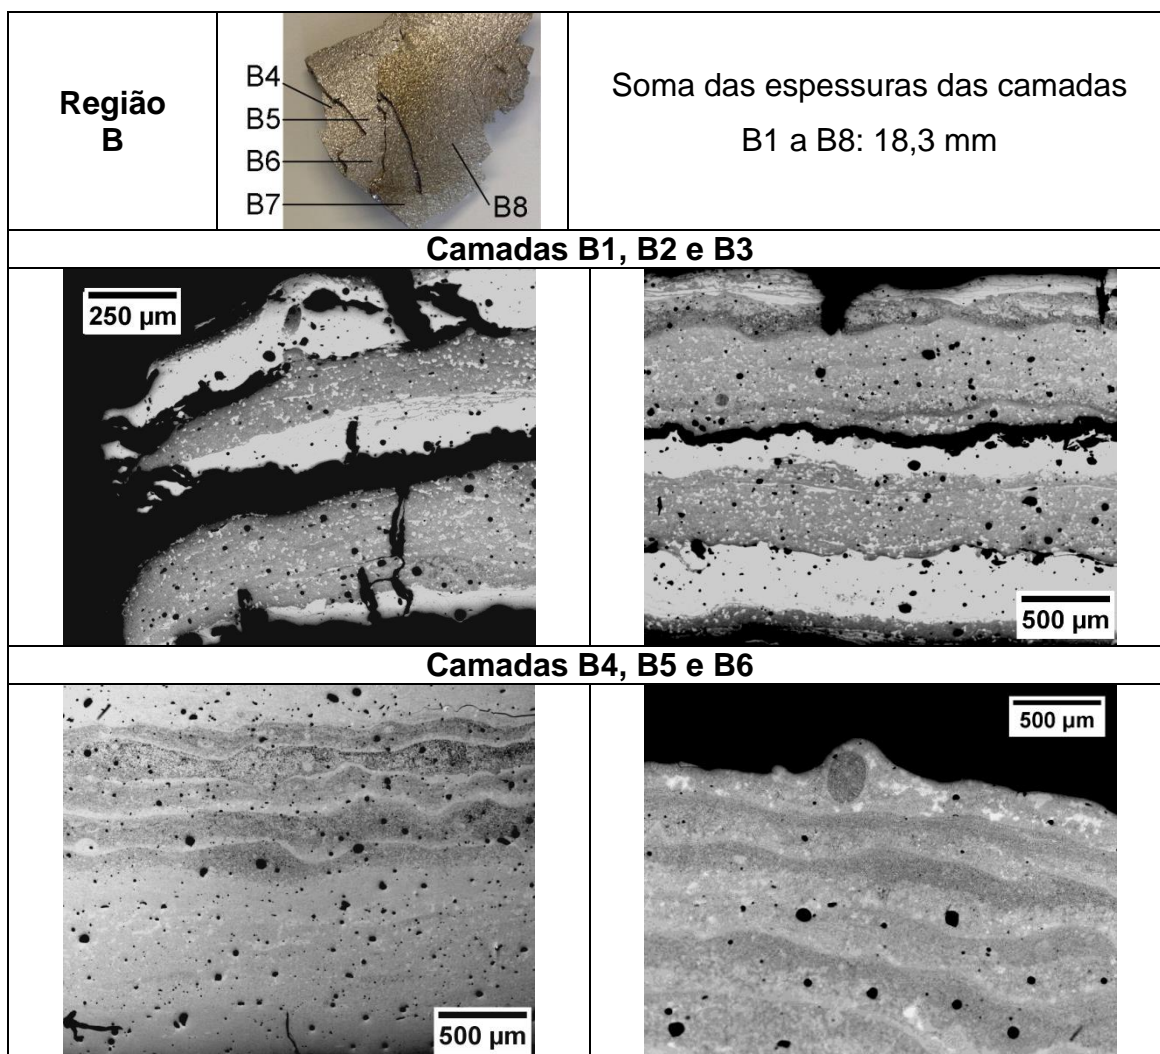 Região
B
B4
B5
B6
B7
B8
Soma das espessuras das camadas
B1 a B8: 18,3 mm
Camadas B1, B2 e B3
250 µm
500 µm
Camadas B4, B5 e B6
500 µm
500 µm